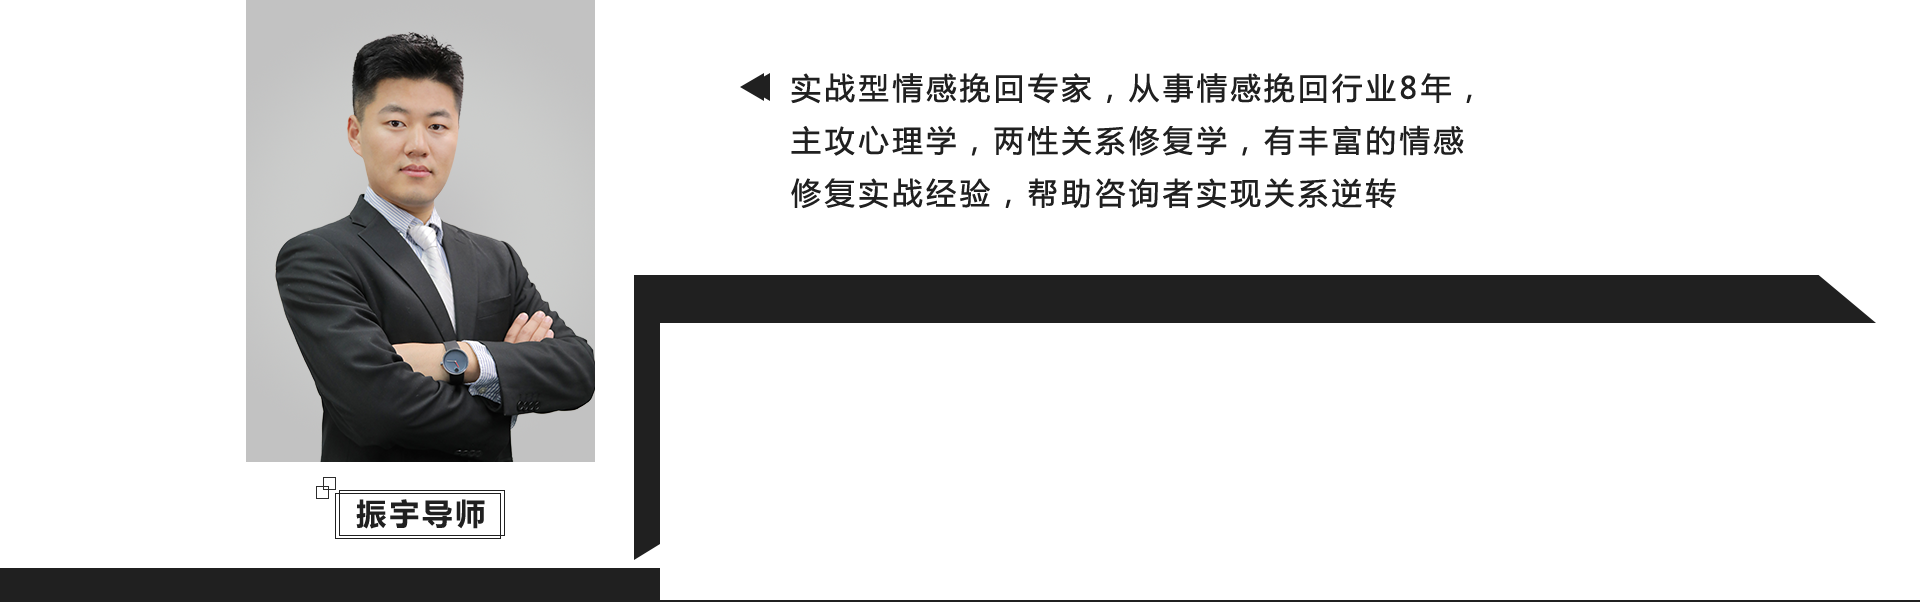 实战型情感挽回专家，从事情感挽回行业8年，
主攻心理学，两性关系修复学，有丰富的情感
修复实战经验，帮助咨询者实现关系逆转
振宇导师